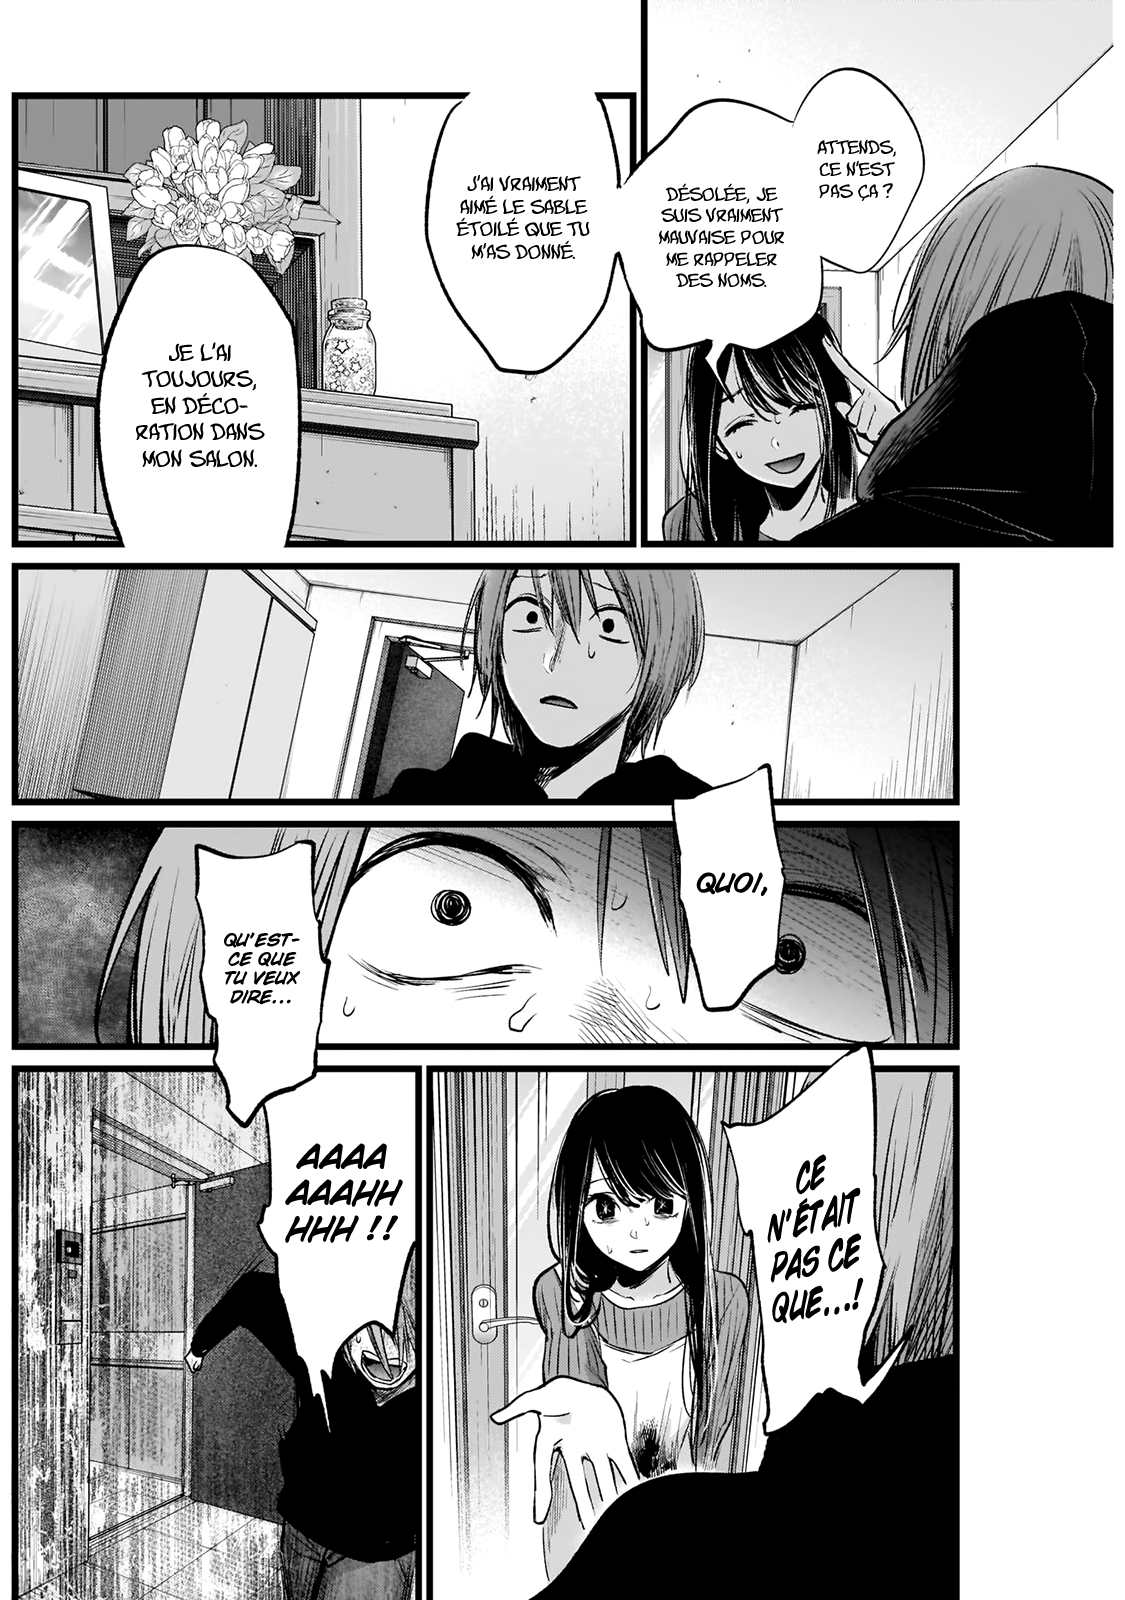 ATTENDS,
CE N'EST
PAS ÇA ?
DÉSOLÉE, JE
SUIS VRAIMENT
MAUVAISE POUR
ME RAPPELER
DES NOMS.
J'AI VRAIMENT
AIMÉ LE SABLE
ÉTOILÉ QUE TU
M'AS DONNÉ.
JE L'AI
TOUJOURS,
EN DÉCO-
RATION DANS
MON SALON.
QUOI,
QU'EST-
CE QUE
TU VEUX
DIRE...
CE
N'ÉTAIT
PAS CE
QUE...!
AAAA
AAAHH
HHH !!